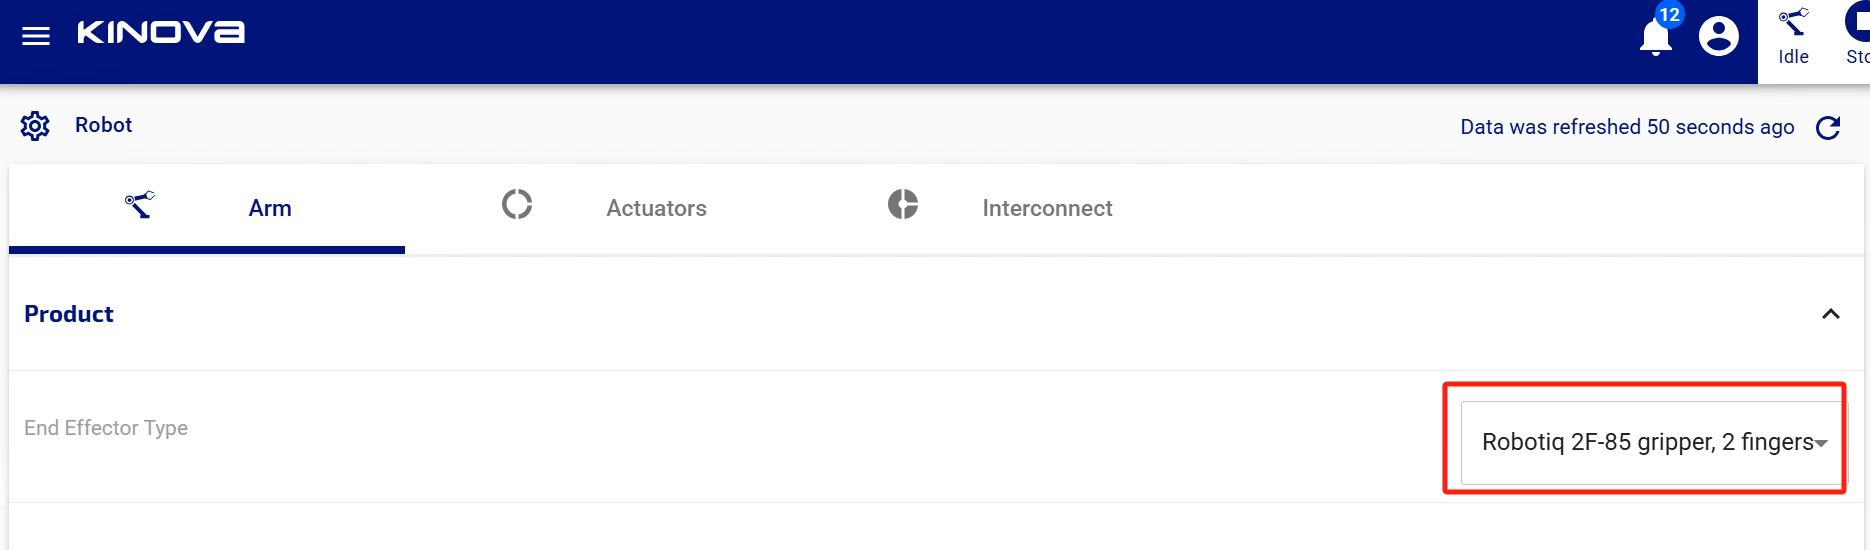 KINOVA
12
Idle
Robot
Data was refreshed 50 seconds ago
Arm
Actuators
Interconnect
Product
End Effector Type
Robotiq 2F-85 gripper, 2 fingers